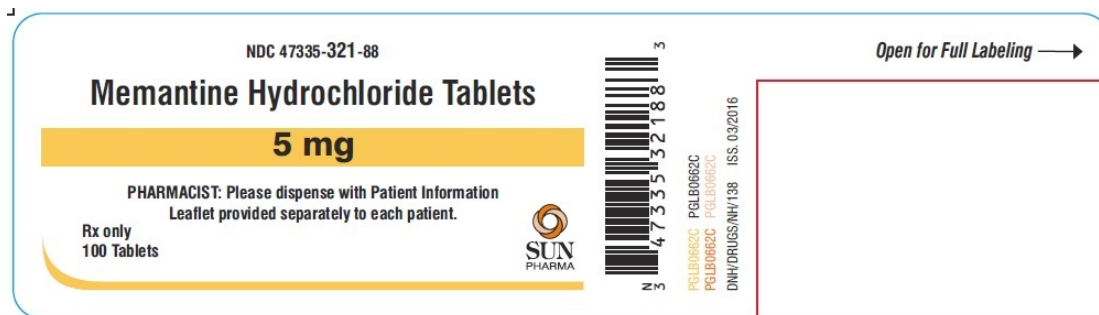 NDC 47335-321-88
Memantine Hydrochloride Tablets
5 mg
PHARMACIST: Please dispense with Patient Information
Leaflet provided separately to each patient.
Rx only
100 Tablets
SUN
PHARMA
N
3
47335 32188
3
PGLB0662C PGLB0662C
PGLB0662C PGLB0662C
DNH/DRUGS/NH/138 ISS. 03/2016
Open for Full Labeling